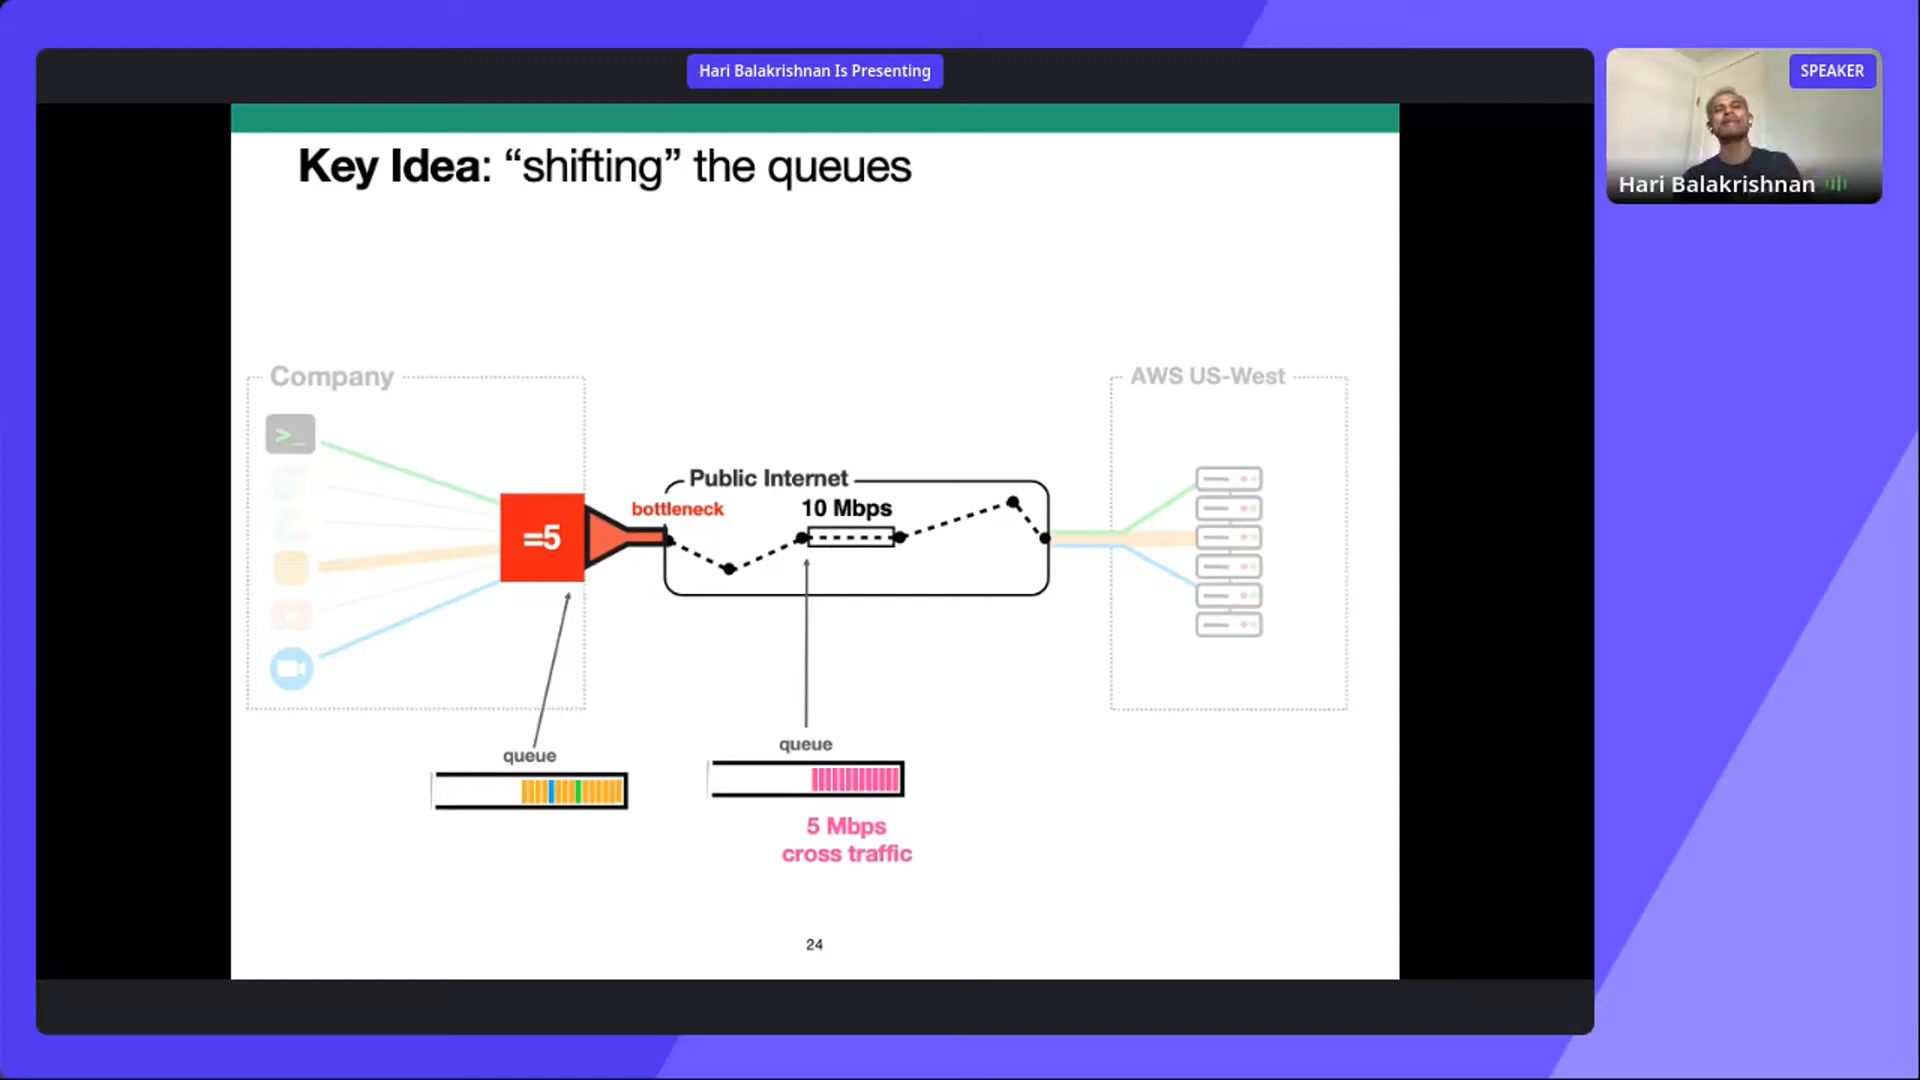 Hari Balakrishnan Is Presenting
SPEAKER
Hari Balakrishnan
Key Idea: “shifting” the queues
Company
AWS US-West
>_
Public Internet
bottleneck
10 Mbps
=5
queue
queue
5 Mbps
cross traffic
24